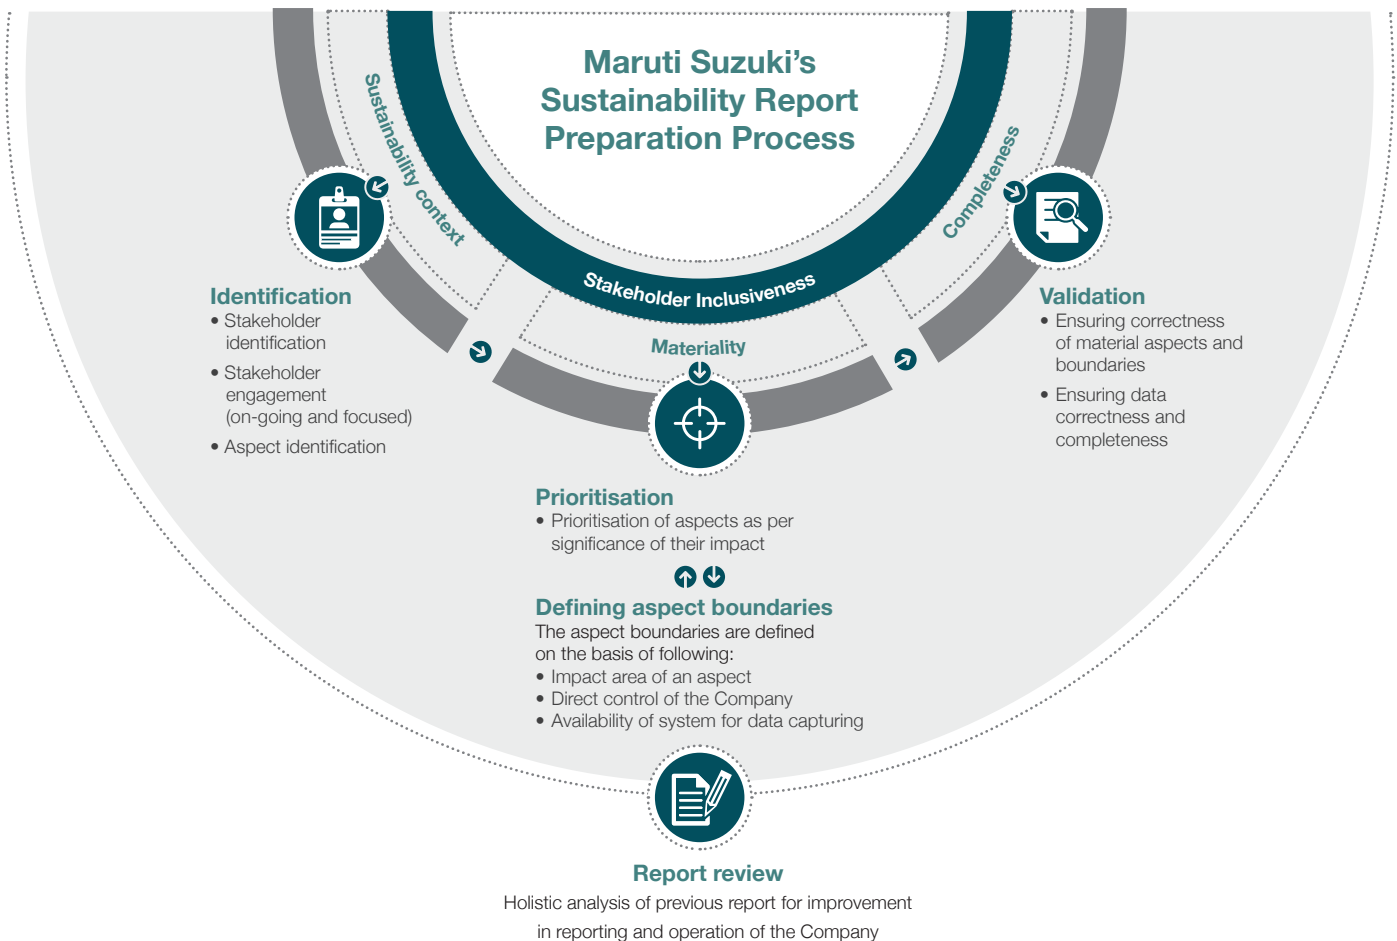 Maruti Suzuki’s
Sustainability Report
Preparation Process
Sustainability context
Completeness
Stakeholder Inclusiveness
Materiality
Identification
• Stakeholder
identification
• Stakeholder
engagement
(on-going and focused)
• Aspect identification
Validation
• Ensuring correctness
of material aspects and
boundaries
• Ensuring data
correctness and
completeness
Prioritisation
• Prioritisation of aspects as per
significance of their impact
Defining aspect boundaries
The aspect boundaries are defined
on the basis of following:
• Impact area of an aspect
• Direct control of the Company
• Availability of system for data capturing
Report review
Holistic analysis of previous report for improvement
in reporting and operation of the Company